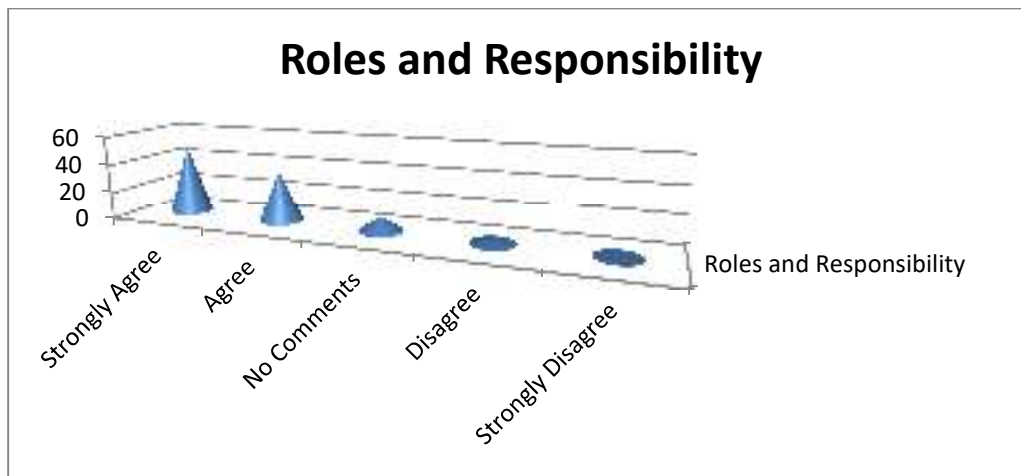 Roles and Responsibility
60
40
20
0
Strongly Agree
Agree
No Comments
Disagree
Strongly Disagree
Roles and Responsibility